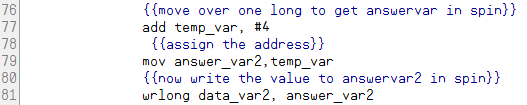 76 {{move over one long to get answervar in spin}}
77 add temp_var, #4
78 {{assign the address}}
79 mov answer_var2,temp_var
80 {{now write the value to answervar2 in spin}}
81 wrlong data_var2, answer_var2